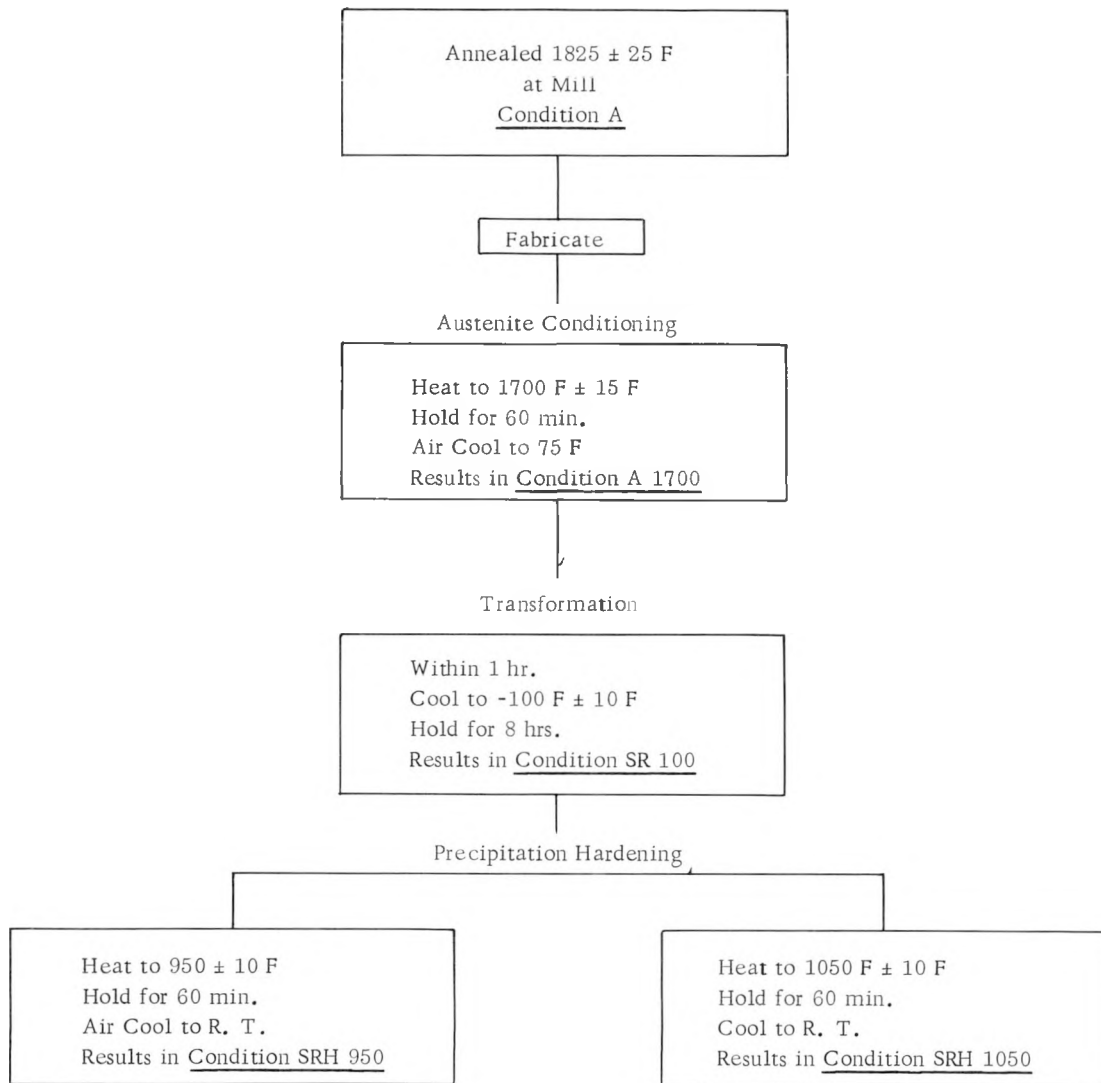 Annealed 1825 ± 25 F
at Mill
Condition A
Fabricate
Austenite Conditioning
Heat to 1700 F ± 15 F
Hold for 60 min.
Air Cool to 75 F
Results in Condition A 1700
Transformation
Within 1 hr.
Cool to -100 F ± 10 F
Hold for 8 hrs.
Results in Condition SR 100
Precipitation Hardening
Heat to 950 ± 10 F
Hold for 60 min.
Air Cool to R. T.
Results in Condition SRH 950
Heat to 1050 F ± 10 F
Hold for 60 min.
Cool to R. T.
Results in Condition SRH 1050